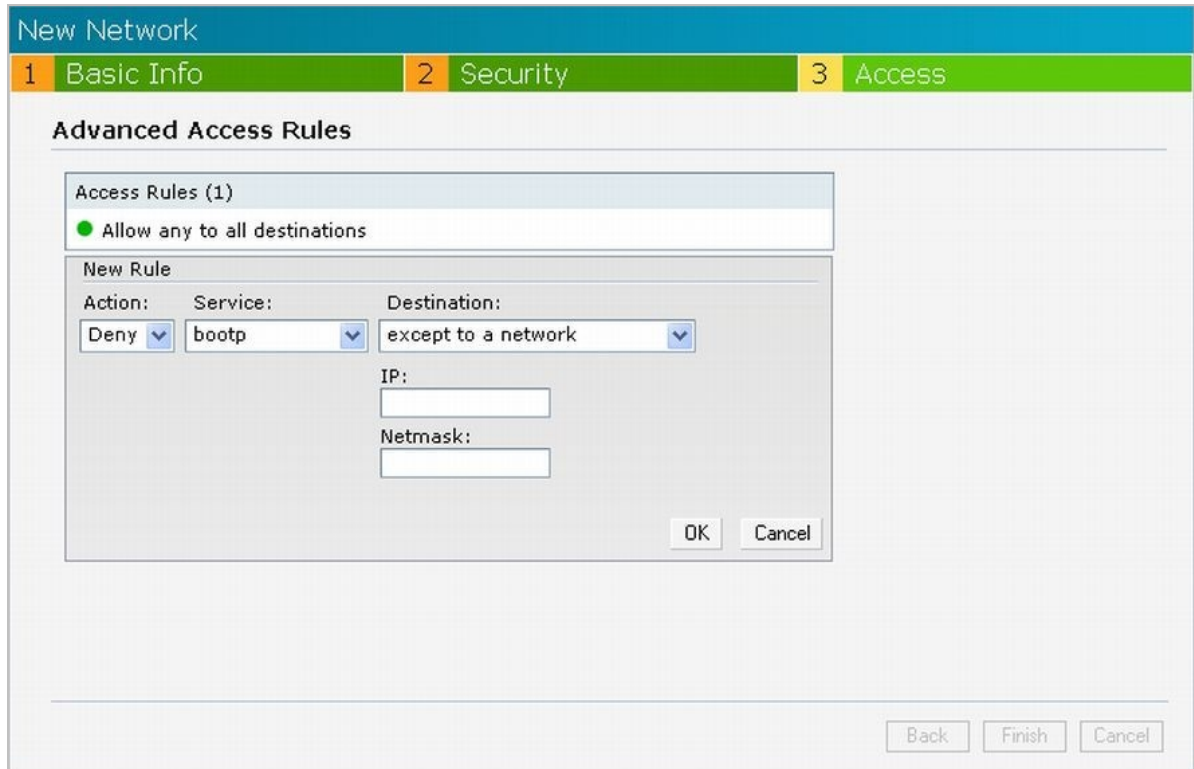 New Network
1 Basic Info 2 Security 3 Access
Advanced Access Rules
Access Rules (1)
Allow any to all destinations
New Rule
Action: Service: Destination:
Deny bootp except to a network
IP:
Netmask:
OK Cancel
Back Finish Cancel